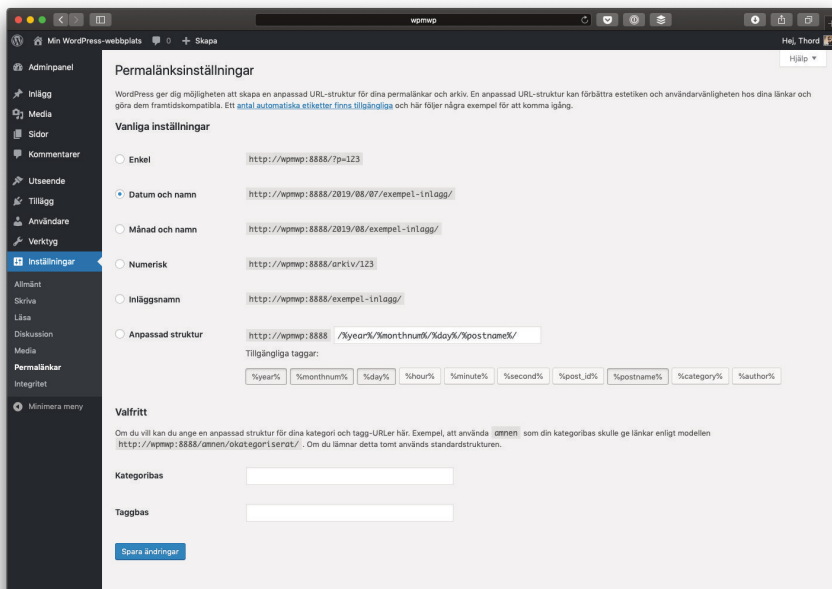 wpmwp
Min WordPress-webbplats 0 + Skapa Hej, Thord
Hjälp ▼
Adminpanel
Inlägg
Media
Sidor
Kommentarer
Utseende
Tillägg
Användare
Verktyg
Inställningar
Allmänt
Skriva
Läsa
Diskussion
Media
Permalänkar
Integritet
Minimera meny
Permalänksinställningar
WordPress ger dig möjligheten att skapa en anpassad URL-struktur för dina permalänkar och arkiv. En anpassad URL-struktur kan förbättra estetiken och användarvänligheten hos dina länkar och
göra dem framtidskompatibla. Ett antal automatiska etiketter finns tillgängliga och här följer några exempel för att komma igång.
Vanliga inställningar
Enkel http://wpmwp:8888/?p=123
Datum och namn http://wpmwp:8888/2019/08/07/exempel-inlagg/
Månad och namn http://wpmwp:8888/2019/08/exempel-inlagg/
Numerisk http://wpmwp:8888/arkiv/123
Inläggsnamn http://wpmwp:8888/exempel-inlagg/
Anpassad struktur http://wpmwp:8888 /%year%/%monthnum%/%day%/%postname%/
Tillgängliga taggar:
%year% %monthnum% %day% %hour% %minute% %second% %post_id% %postname% %category% %author%
Valfritt
Om du vill kan du ange en anpassad struktur för dina kategori och tagg-URLer här. Exempel, att använda amnen som din kategoribas skulle ge länkar enligt modellen
http://wpmwp:8888/amnen/okategoriserat/ . Om du lämnar detta tomt används standardstrukturen.
Kategoribas
Taggbas
Spara ändringar